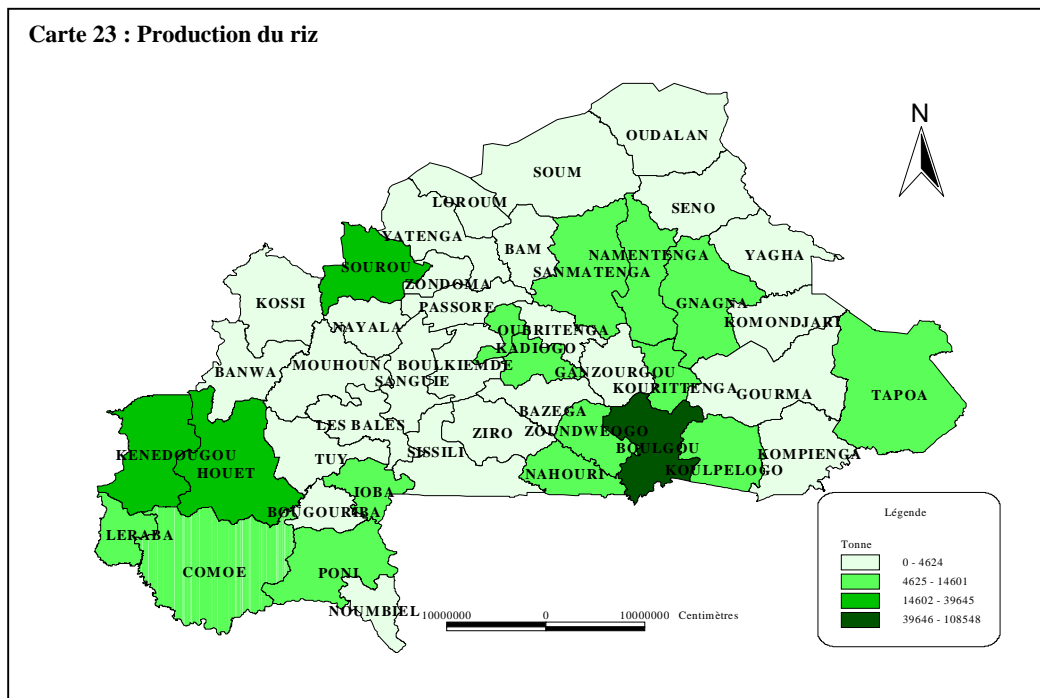 Carte 23 : Production du riz
N
OUDALAN
SOUM
SENO
LOROUM
YATENGA
BAM
NAMENTENGA
YAGHA
SOUROU
SANMATENGA
ZONDOMA
KOSSI
GNAGNA
PASSORE
KOMONDJARI
NAYALA
OUBRITENGA
KADIOGO
MOUHOUN
BOULKIEMDE
BANWA
GANZOURGOU
SANGUIE
KOURITTENGA
GOURMA
TAPOA
BAZEGA
LES BALES
ZIRO
ZOUNDWEOGO
BOULGOU
SISSILI
KENEDOUGOU
TUY
KOMPIENGA
HOUET
NAHOURI
KOULPELOGO
IOBA
BOUGOURIBA
LERABA
COMOE
PONI
NOUMBIEL
10000000 0 10000000 Centimètres
Légende
Tonne
0 - 4624
4625 - 14601
14602 - 39645
39646 - 108548